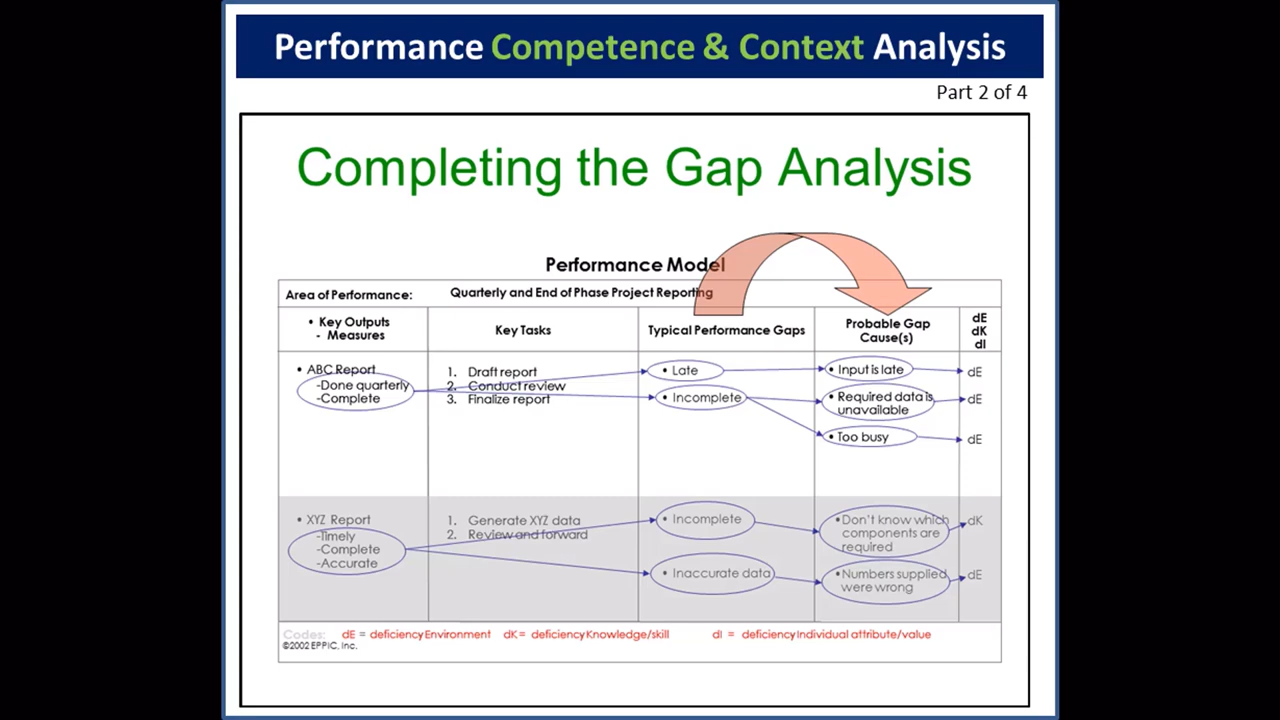 Performance Competence & Context Analysis
Part 2 of 4
Completing the Gap Analysis
Performance Model
Area of Performance: Quarterly and End of Phase Project Reporting
• Key Outputs
- Measures
Key Tasks
Typical Performance Gaps
Probable Gap
Cause(s)
dE
dK
dI
• ABC Report
-Done quarterly
-Complete
1. Draft report
2. Conduct review
3. Finalize report
• Late
• Incomplete
• Input is late
• Required data is
unavailable
• Too busy
dE
dE
dE
• XYZ Report
-Timely
-Complete
-Accurate
1. Generate XYZ data
2. Review and forward
• Incomplete
• Inaccurate data
• Don't know which
components are
required
• Numbers supplied
were wrong
dK
dE
Codes: dE = deficiency Environment dK = deficiency Knowledge/skill dI = deficiency Individual attribute/value
©2002 EPPIC, Inc.